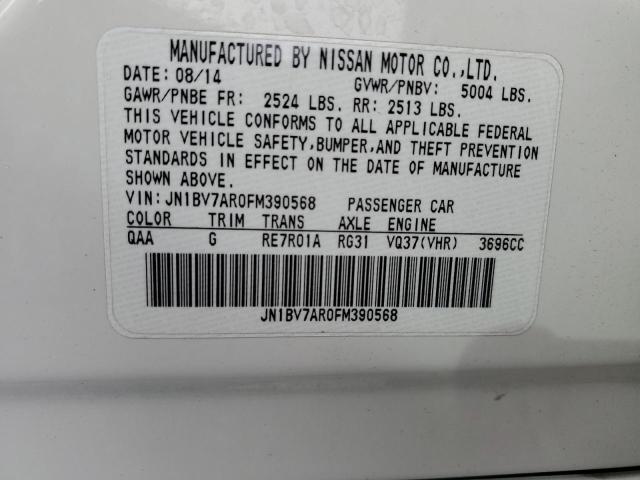 MANUFACTURED BY NISSAN MOTOR CO.,LTD.
DATE: 08/14 GVWR/PNBV: 5004 LBS.
GAWR/PNBE FR: 2524 LBS. RR: 2513 LBS.
THIS VEHICLE CONFORMS TO ALL APPLICABLE FEDERAL
MOTOR VEHICLE SAFETY,BUMPER,AND THEFT PREVENTION
STANDARDS IN EFFECT ON THE DATE OF MANUFACTURE
SHOWN ABOVE.
VIN:JN1BV7AR0FM390568 PASSENGER CAR
COLOR TRIM TRANS AXLE ENGINE
QAA G RE7R01A RG31 VQ37(VHR) 3696CC
JN1BV7AR0FM390568